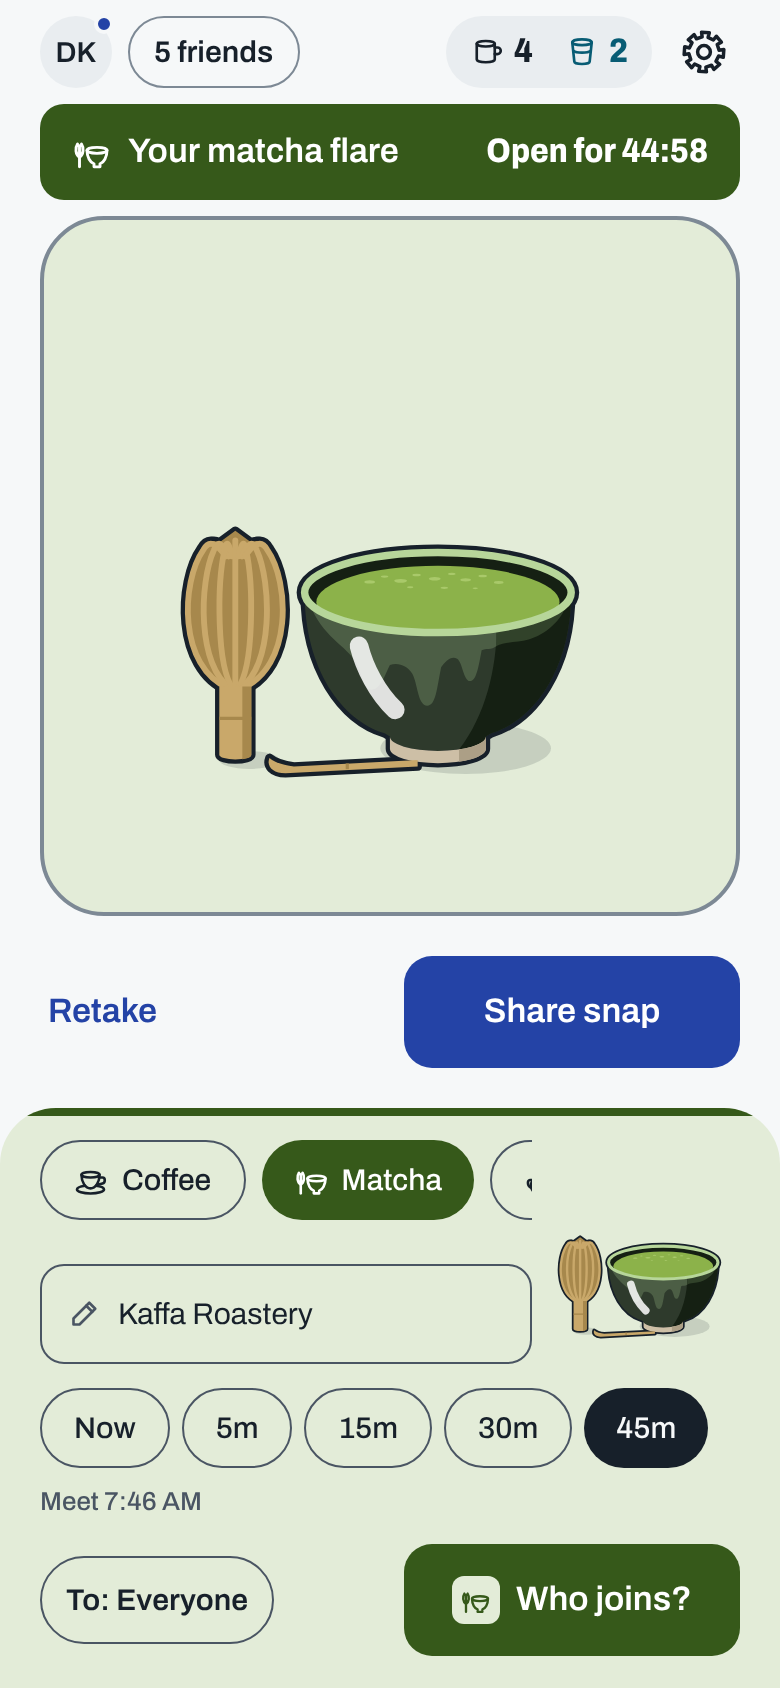 DK
5 friends
4
2
Your matcha flare
Open for 44:58
Retake
Share snap
Coffee
Matcha
Kaffa Roastery
Now
5m
15m
30m
45m
Meet 7:46 AM
To: Everyone
Who joins?